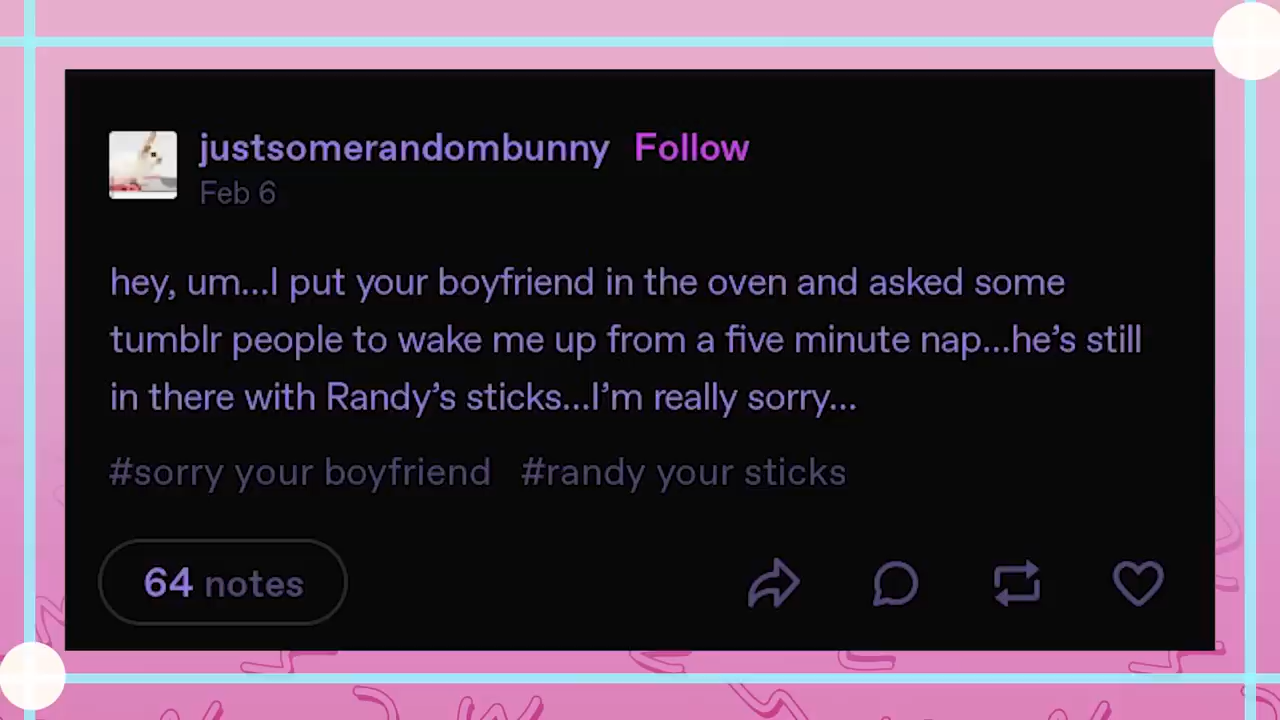 justsomerandombunny Follow
Feb 6
hey, um...I put your boyfriend in the oven and asked some
tumblr people to wake me up from a five minute nap...he’s still
in there with Randy’s sticks...I’m really sorry...
#sorry your boyfriend #randy your sticks
64 notes